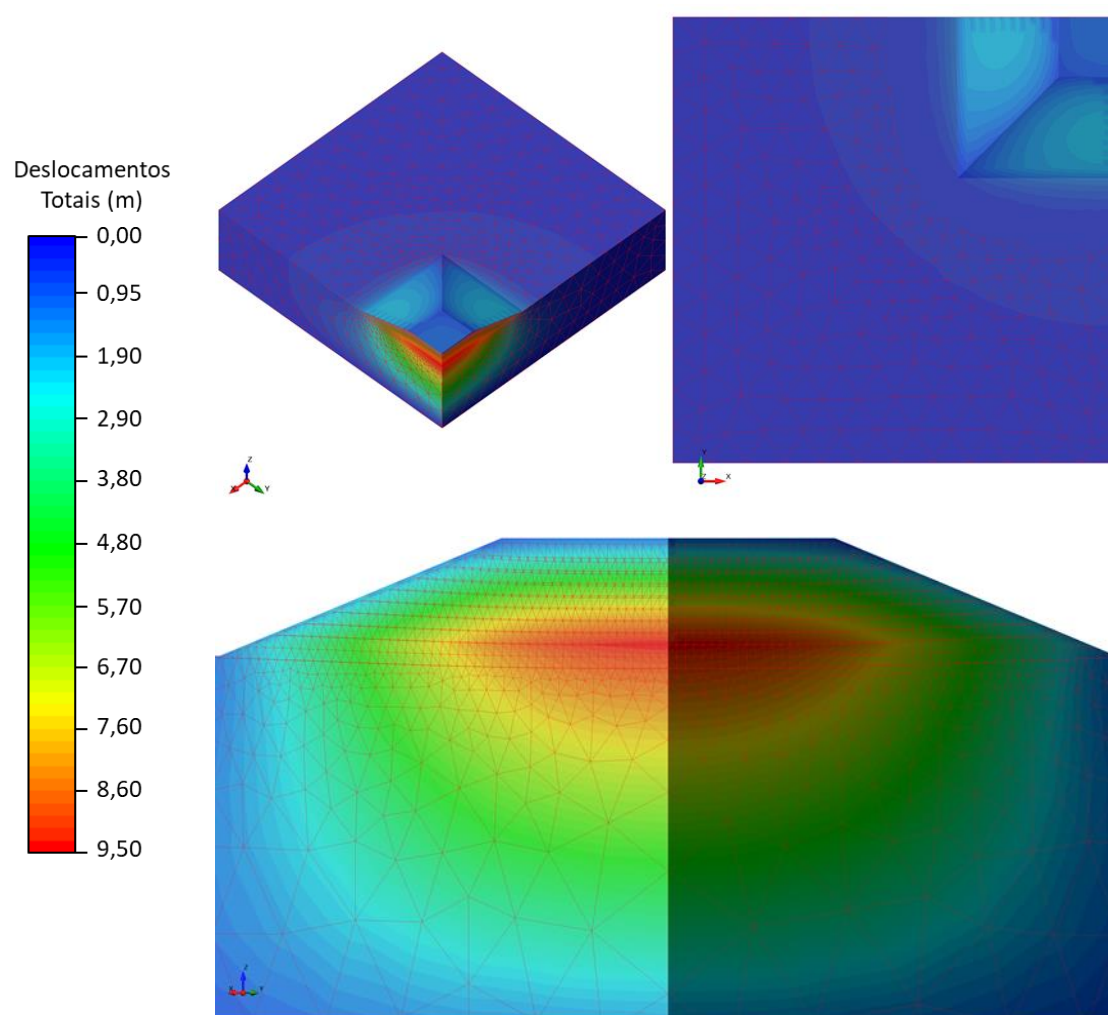 Deslocamentos
Totais (m)
0,00
0,95
1,90
2,90
3,80
4,80
5,70
6,70
7,60
8,60
9,50
Z
X Y
Y
Z X
Z
X Y